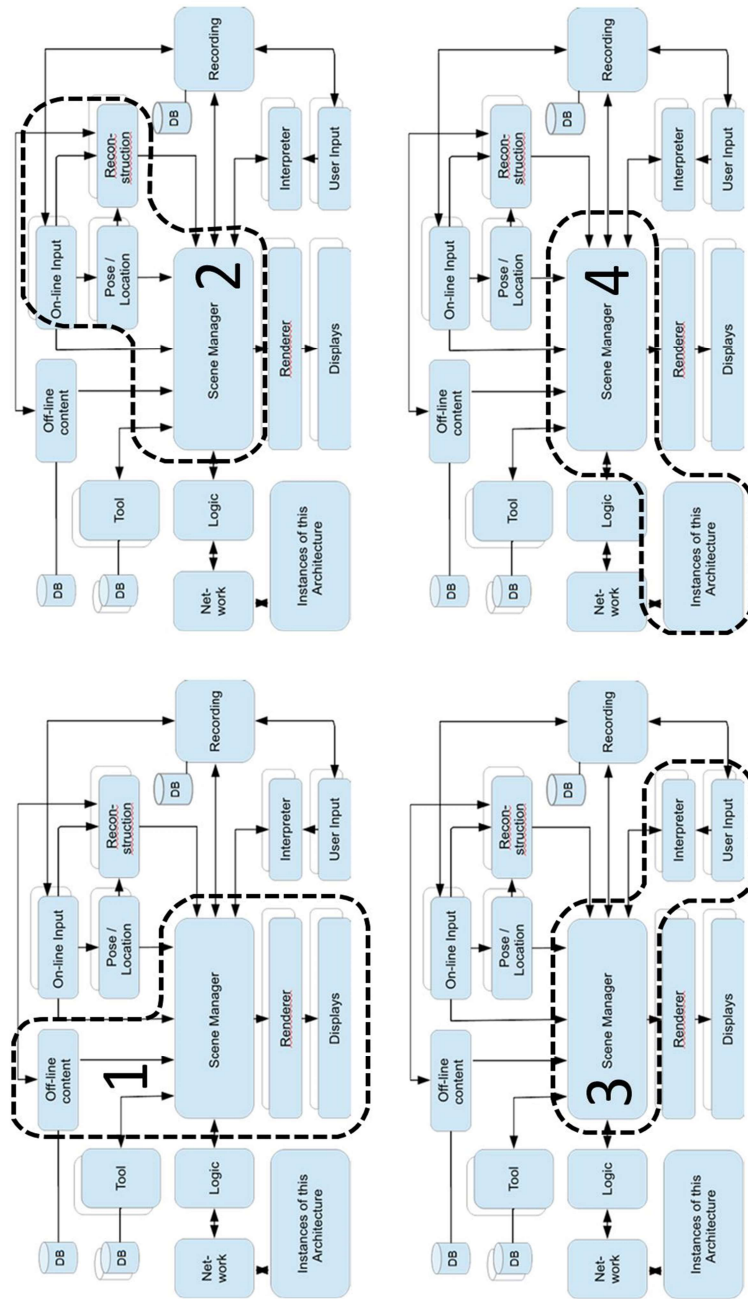 DB
Off-line
content
On-line Input
DB
Tool
1
Pose /
Location
Recon-
struction
DB
Recording
Net-
work
Logic
Scene Manager
Interpreter
Renderer
Instances of this
Architecture
Displays
User Input
DB
Off-line
content
On-line Input
DB
Tool
Pose /
Location
Recon-
struction
DB
Recording
Net-
work
Logic
Scene Manager
2
Interpreter
Renderer
Instances of this
Architecture
Displays
User Input
DB
Off-line
content
On-line Input
DB
Tool
Pose /
Location
Recon-
struction
DB
Recording
Net-
work
Logic
3
Scene Manager
Interpreter
Renderer
Instances of this
Architecture
Displays
User Input
DB
Off-line
content
On-line Input
DB
Tool
Pose /
Location
Recon-
struction
DB
Recording
Net-
work
Logic
Scene Manager
4
Interpreter
Renderer
Instances of this
Architecture
Displays
User Input